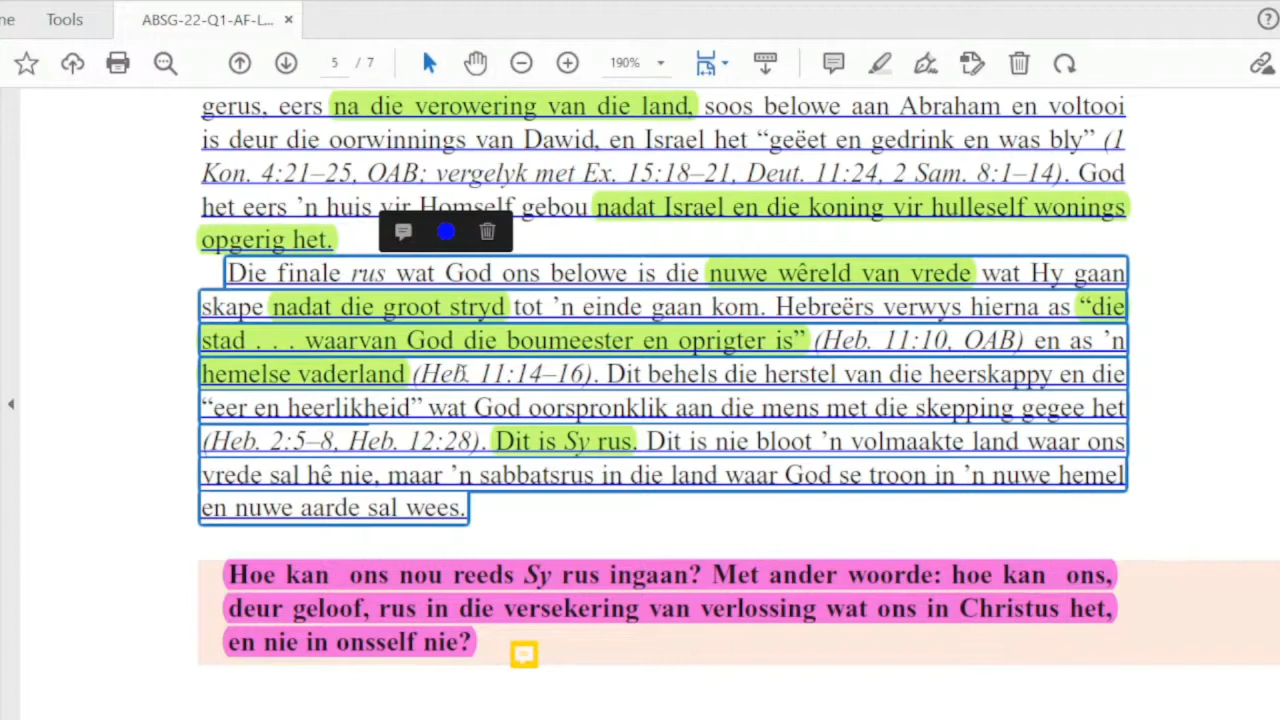 ne Tools ABSG-22-Q1-AF-L... ×
5 / 7 190%
gerus, eers na die verowering van die land, soos belowe aan Abraham en voltooi
is deur die oorwinnings van Dawid, en Israel het “geëet en gedrink en was bly” (1
Kon. 4:21–25, OAB; vergelyk met Ex. 15:18–21, Deut. 11:24, 2 Sam. 8:1–14). God
het eers ’n huis vir Homself gebou nadat Israel en die koning vir hulleself wonings
opgerig het.
Die finale rus wat God ons belowe is die nuwe wêreld van vrede wat Hy gaan
skape nadat die groot stryd tot ’n einde gaan kom. Hebreërs verwys hierna as “die
stad . . . waarvan God die boumeester en oprigter is” (Heb. 11:10, OAB) en as ’n
hemelse vaderland (Heb. 11:14–16). Dit behels die herstel van die heerskappy en die
“eer en heerlikheid” wat God oorspronklik aan die mens met die skepping gegee het
(Heb. 2:5–8, Heb. 12:28). Dit is Sy rus. Dit is nie bloot ’n volmaakte land waar ons
vrede sal hê nie, maar ’n sabbatsrus in die land waar God se troon in ’n nuwe hemel
en nuwe aarde sal wees.
Hoe kan ons nou reeds Sy rus ingaan? Met ander woorde: hoe kan ons,
deur geloof, rus in die versekering van verlossing wat ons in Christus het,
en nie in onsself nie?